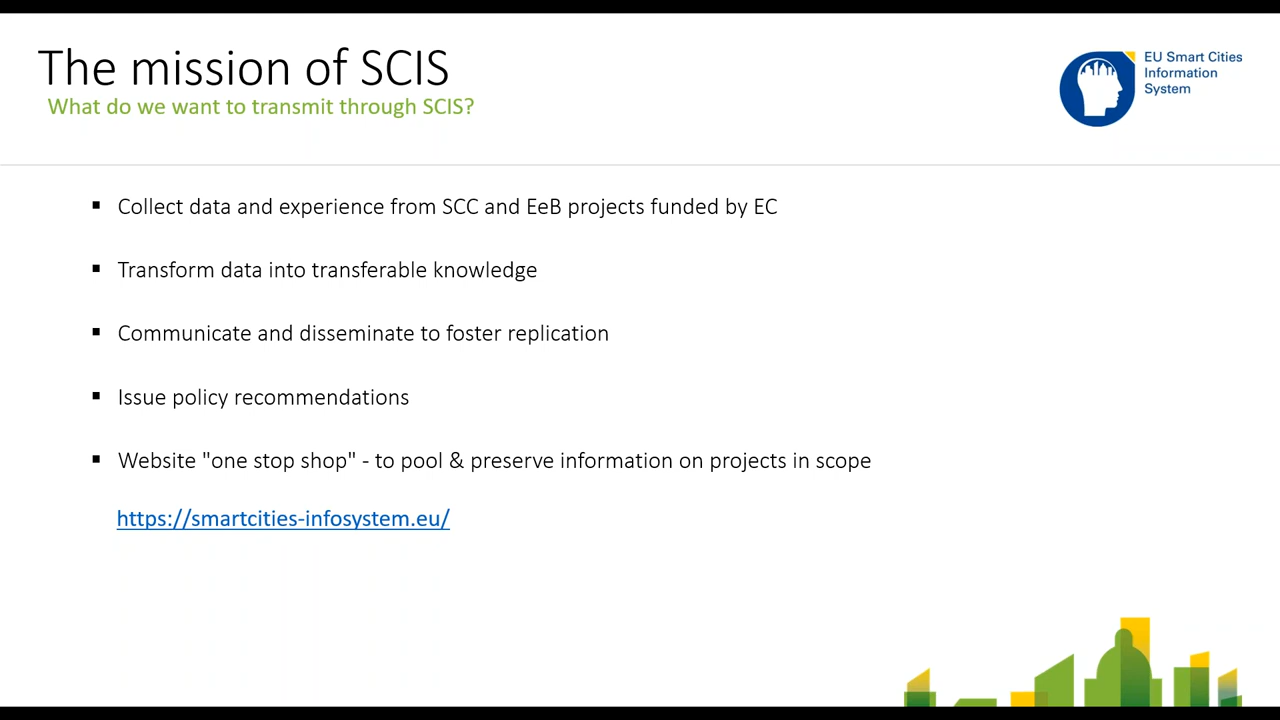 The mission of SCIS
What do we want to transmit through SCIS?
EU Smart Cities
Information
System
▪ Collect data and experience from SCC and EeB projects funded by EC
▪ Transform data into transferable knowledge
▪ Communicate and disseminate to foster replication
▪ Issue policy recommendations
▪ Website "one stop shop" - to pool & preserve information on projects in scope
https://smartcities-infosystem.eu/